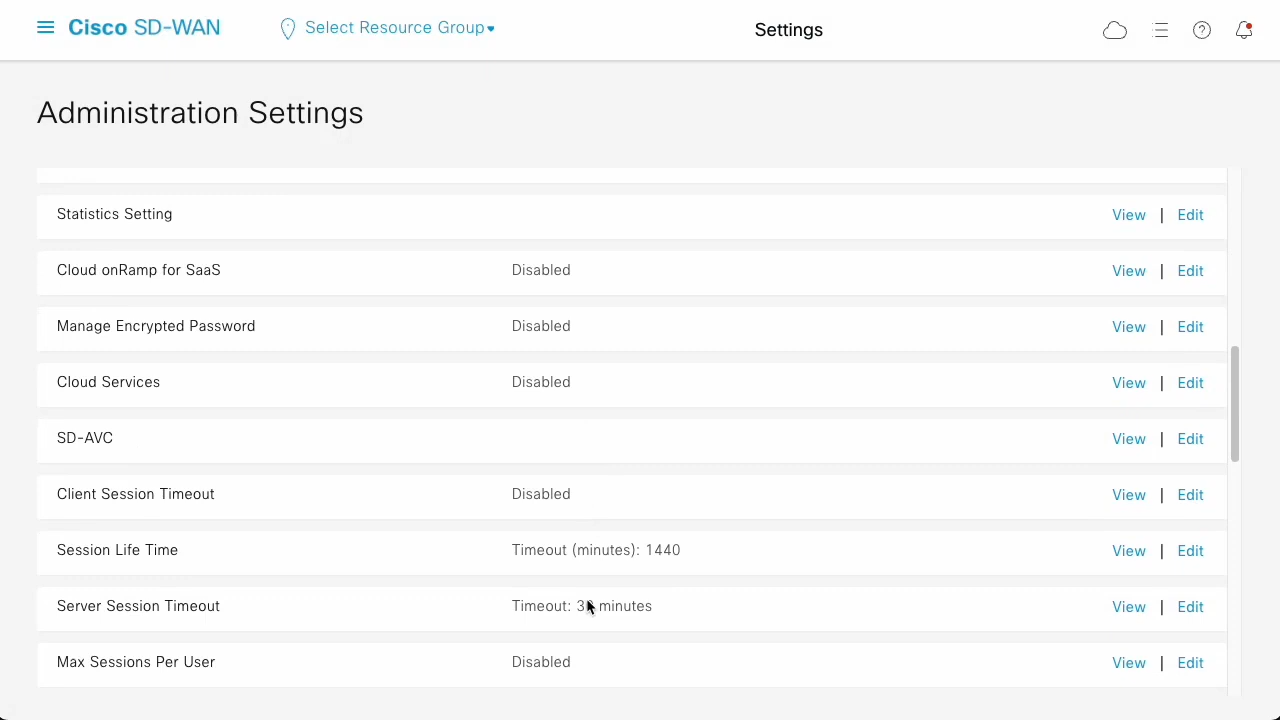 Cisco SD-WAN Select Resource Group Settings
Administration Settings
Statistics Setting View | Edit
Cloud onRamp for SaaS Disabled View | Edit
Manage Encrypted Password Disabled View | Edit
Cloud Services Disabled View | Edit
SD-AVC View | Edit
Client Session Timeout Disabled View | Edit
Session Life Time Timeout (minutes): 1440 View | Edit
Server Session Timeout Timeout: minutes View | Edit
Max Sessions Per User Disabled View | Edit